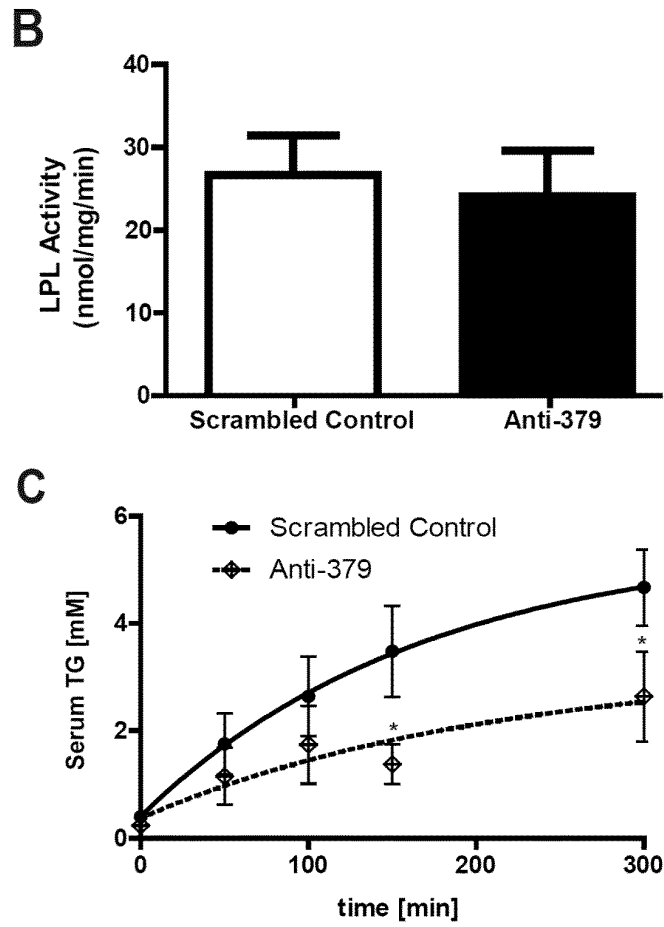 B
40
30
20
10
0
LPL Activity
(nmol/mg/min)
Scrambled Control
Anti-379
C
6
4
2
0
Serum TG [mM]
Scrambled Control
Anti-379
*
*
0
100
200
300
time [min]